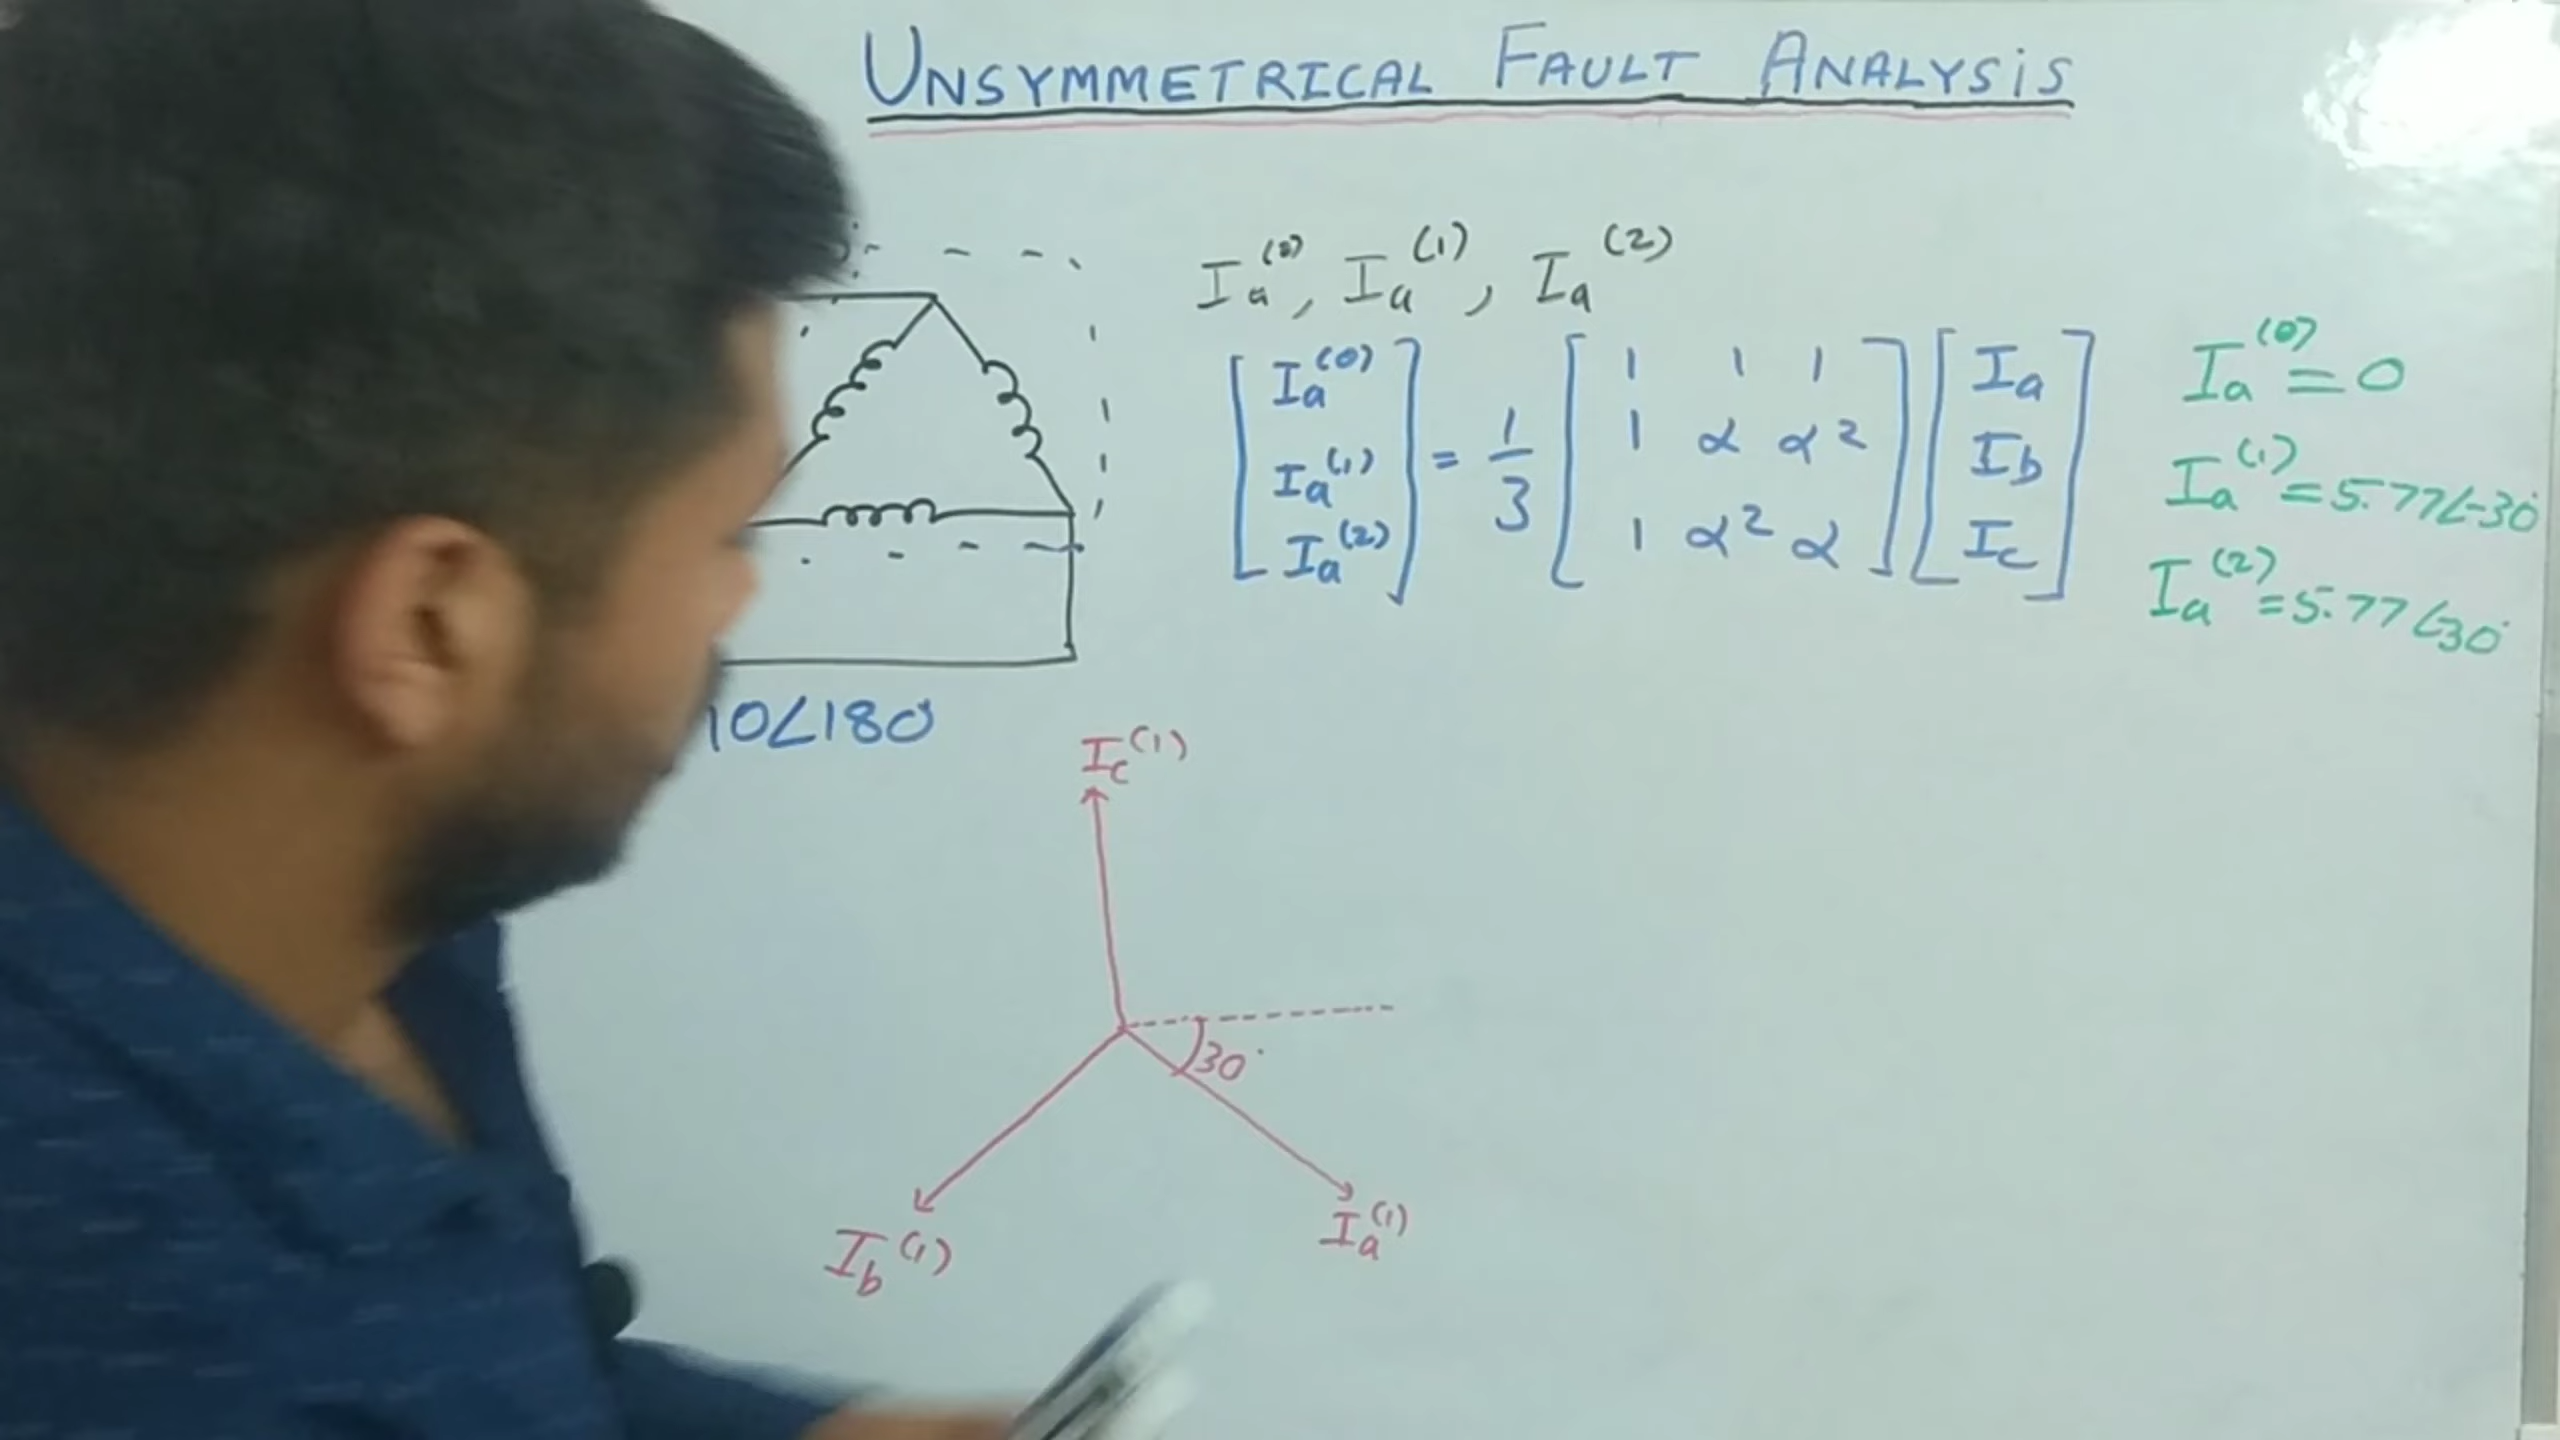 UNSYMMETRICAL FAULT ANALYSIS
Ia(0), Ia(1), Ia(2)
[Ia(0) Ia(1) Ia(2)] = 1/3 [1 1 1
1 α α²
1 α² α] [Ia Ib Ic]
Ia(0) = 0
Ia(1) = 5.77∠-30°
Ia(2) = 5.77∠30°
10∠180°
Ic(1)
30°
Ia(1)
Ib(1)